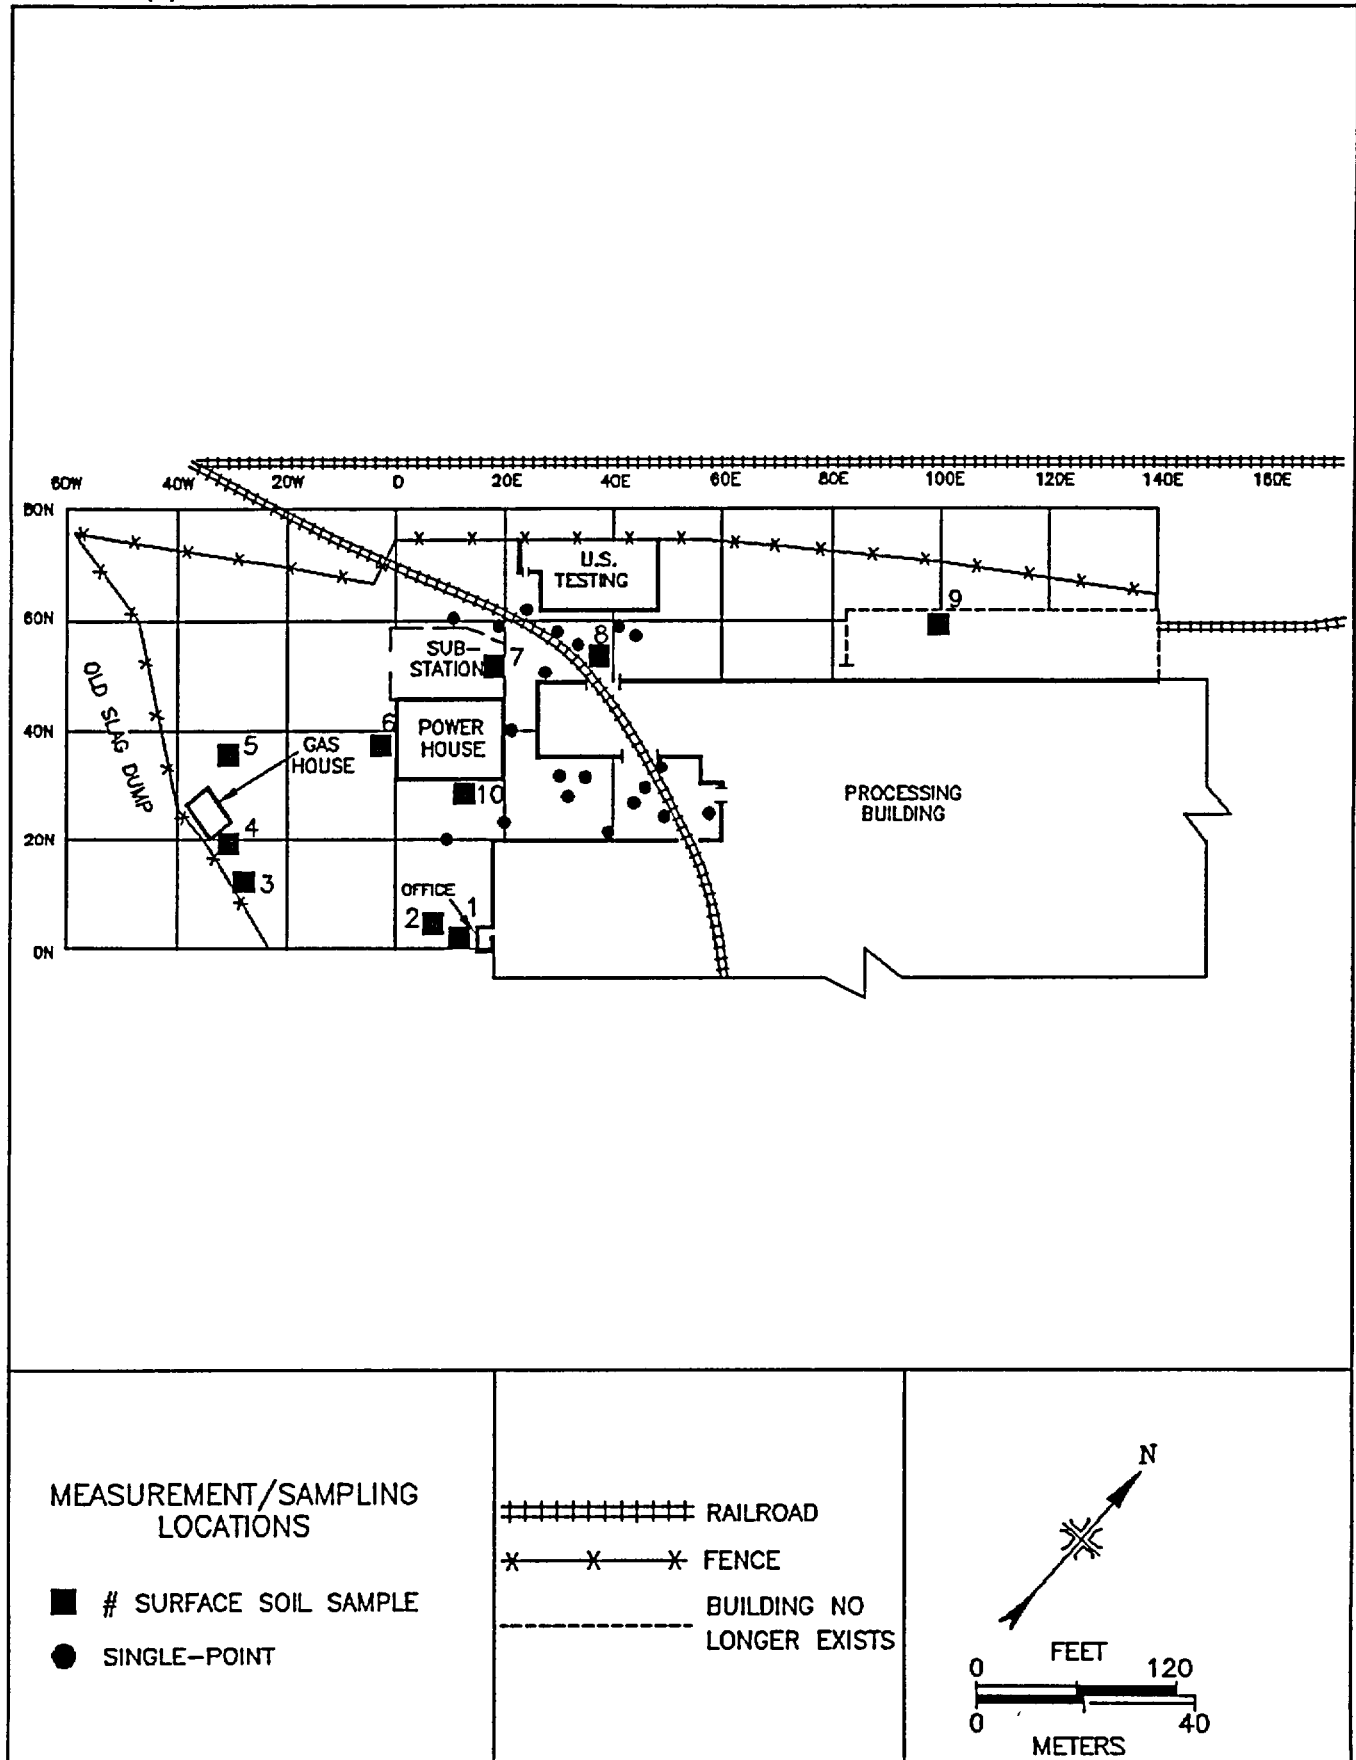 60W 40W 20W 0 20E 40E 60E 80E 100E 120E 140E 160E
80N
60N
40N
20N
0N
U.S.
TESTING
9
8
SUB-
STATION
7
OLD SLAG DUMP
6
POWER
HOUSE
5
GAS
HOUSE
10
PROCESSING
BUILDING
4
3
OFFICE
2
1
MEASUREMENT/SAMPLING
LOCATIONS
# SURFACE SOIL SAMPLE
SINGLE-POINT
RAILROAD
FENCE
BUILDING NO
LONGER EXISTS
N
FEET
0 120
0 40
METERS